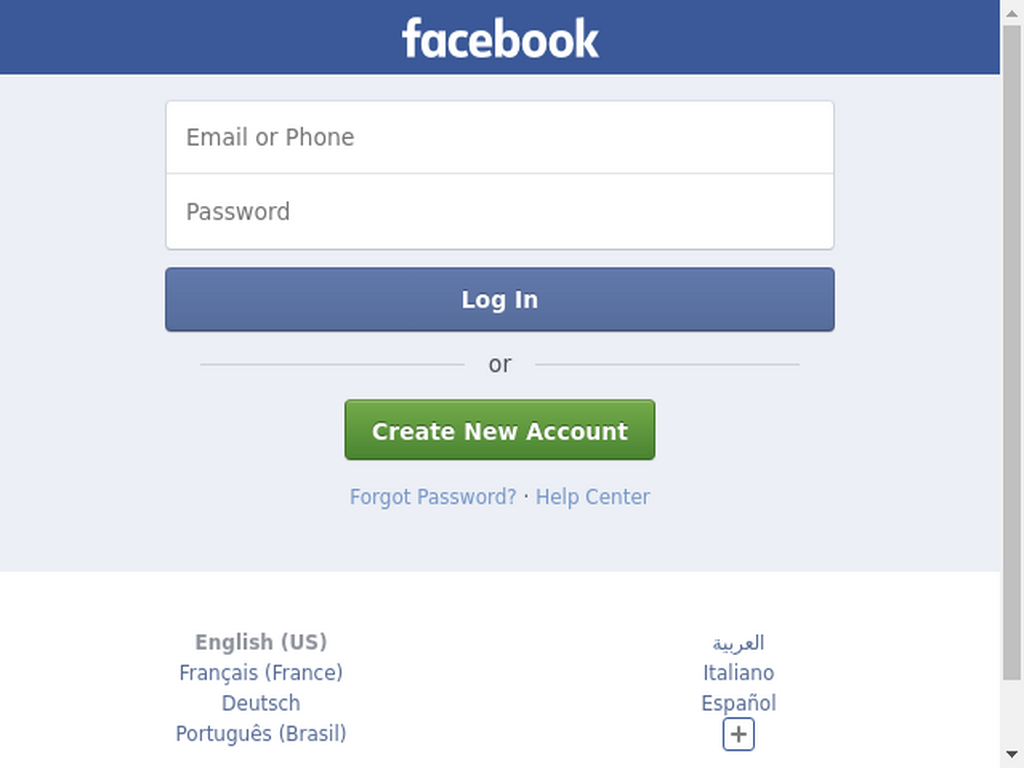 facebook
Email or Phone
Password
Log In
or
Create New Account
Forgot Password? · Help Center
English (US)
Français (France)
Deutsch
Português (Brasil)
العربية
Italiano
Español
+